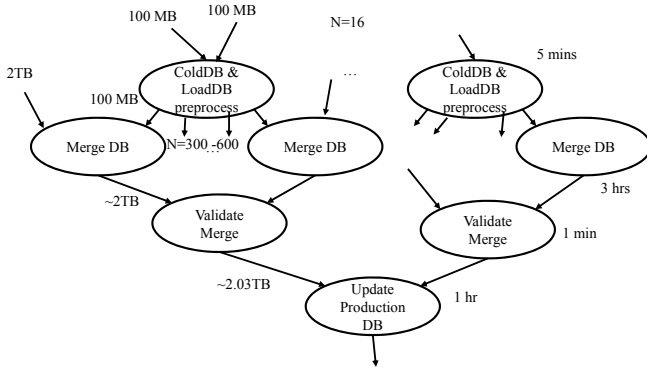 100 MB
100 MB
N=16
5 mins
2TB
ColdDB &
LoadDB
preprocess
…
ColdDB &
LoadDB
preprocess
100 MB
N=300 -600
…
Merge DB
Merge DB
Merge DB
3 hrs
~2TB
Validate
Merge
Validate
Merge
1 min
~2.03TB
Update
Production
DB
1 hr